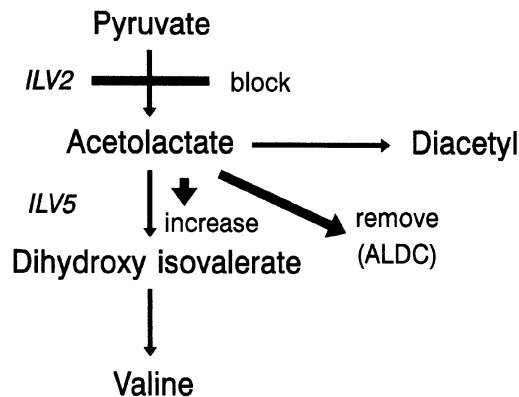 Pyruvate
ILV2
block
Acetolactate
Diacetyl
ILV5
increase
remove
(ALDC)
Dihydroxy isovalerate
Valine